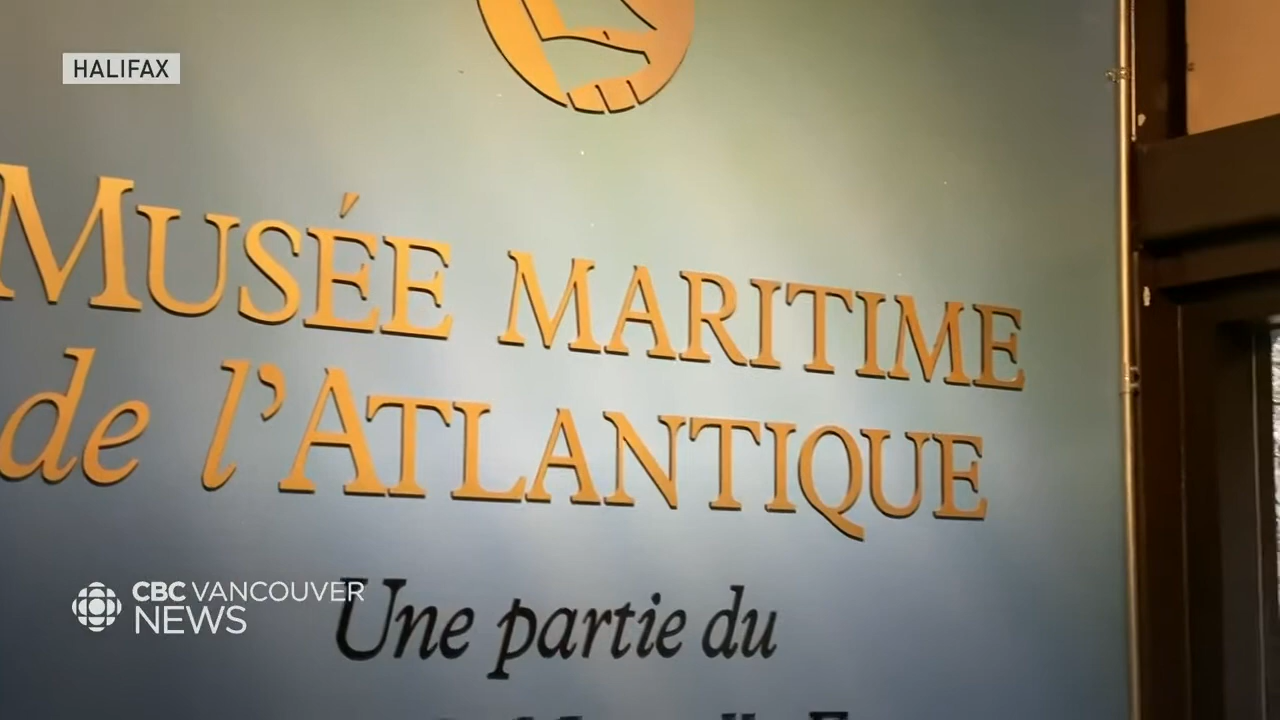 HALIFAX
MUSÉE MARITIME
de l'ATLANTIQUE
CBC VANCOUVER
NEWS
Une partie du